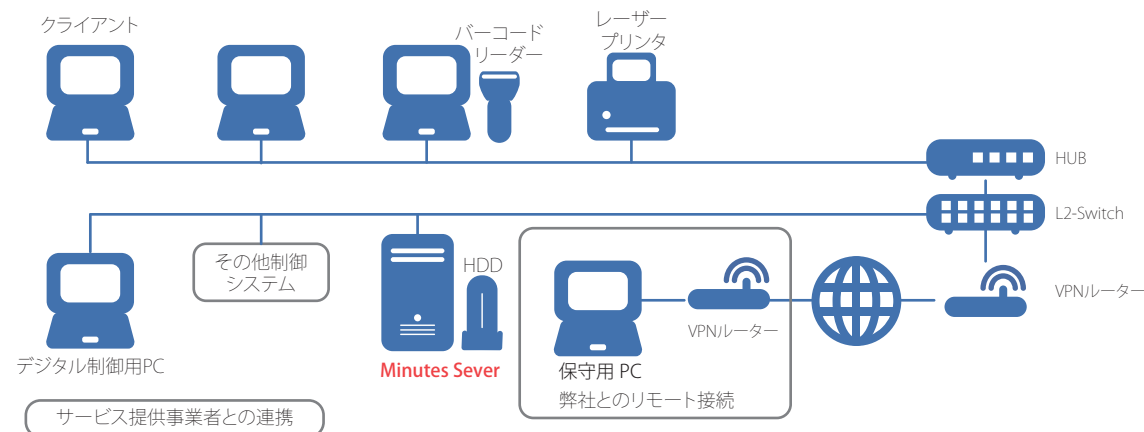 クライアント
バーコード
リーダー
レーザー
プリンタ
HUB
L2-Switch
その他制御
システム
HDD
VPNルーター
VPNルーター
デジタル制御用PC
Minutes Sever
保守用 PC
弊社とのリモート接続
サービス提供事業者との連携